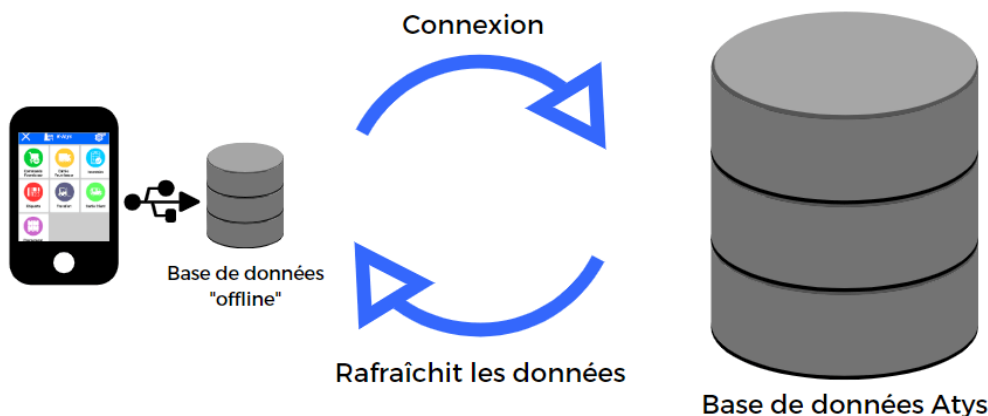 Connexion
Base de données
"offline"
Rafraîchit les données
Base de données Atys